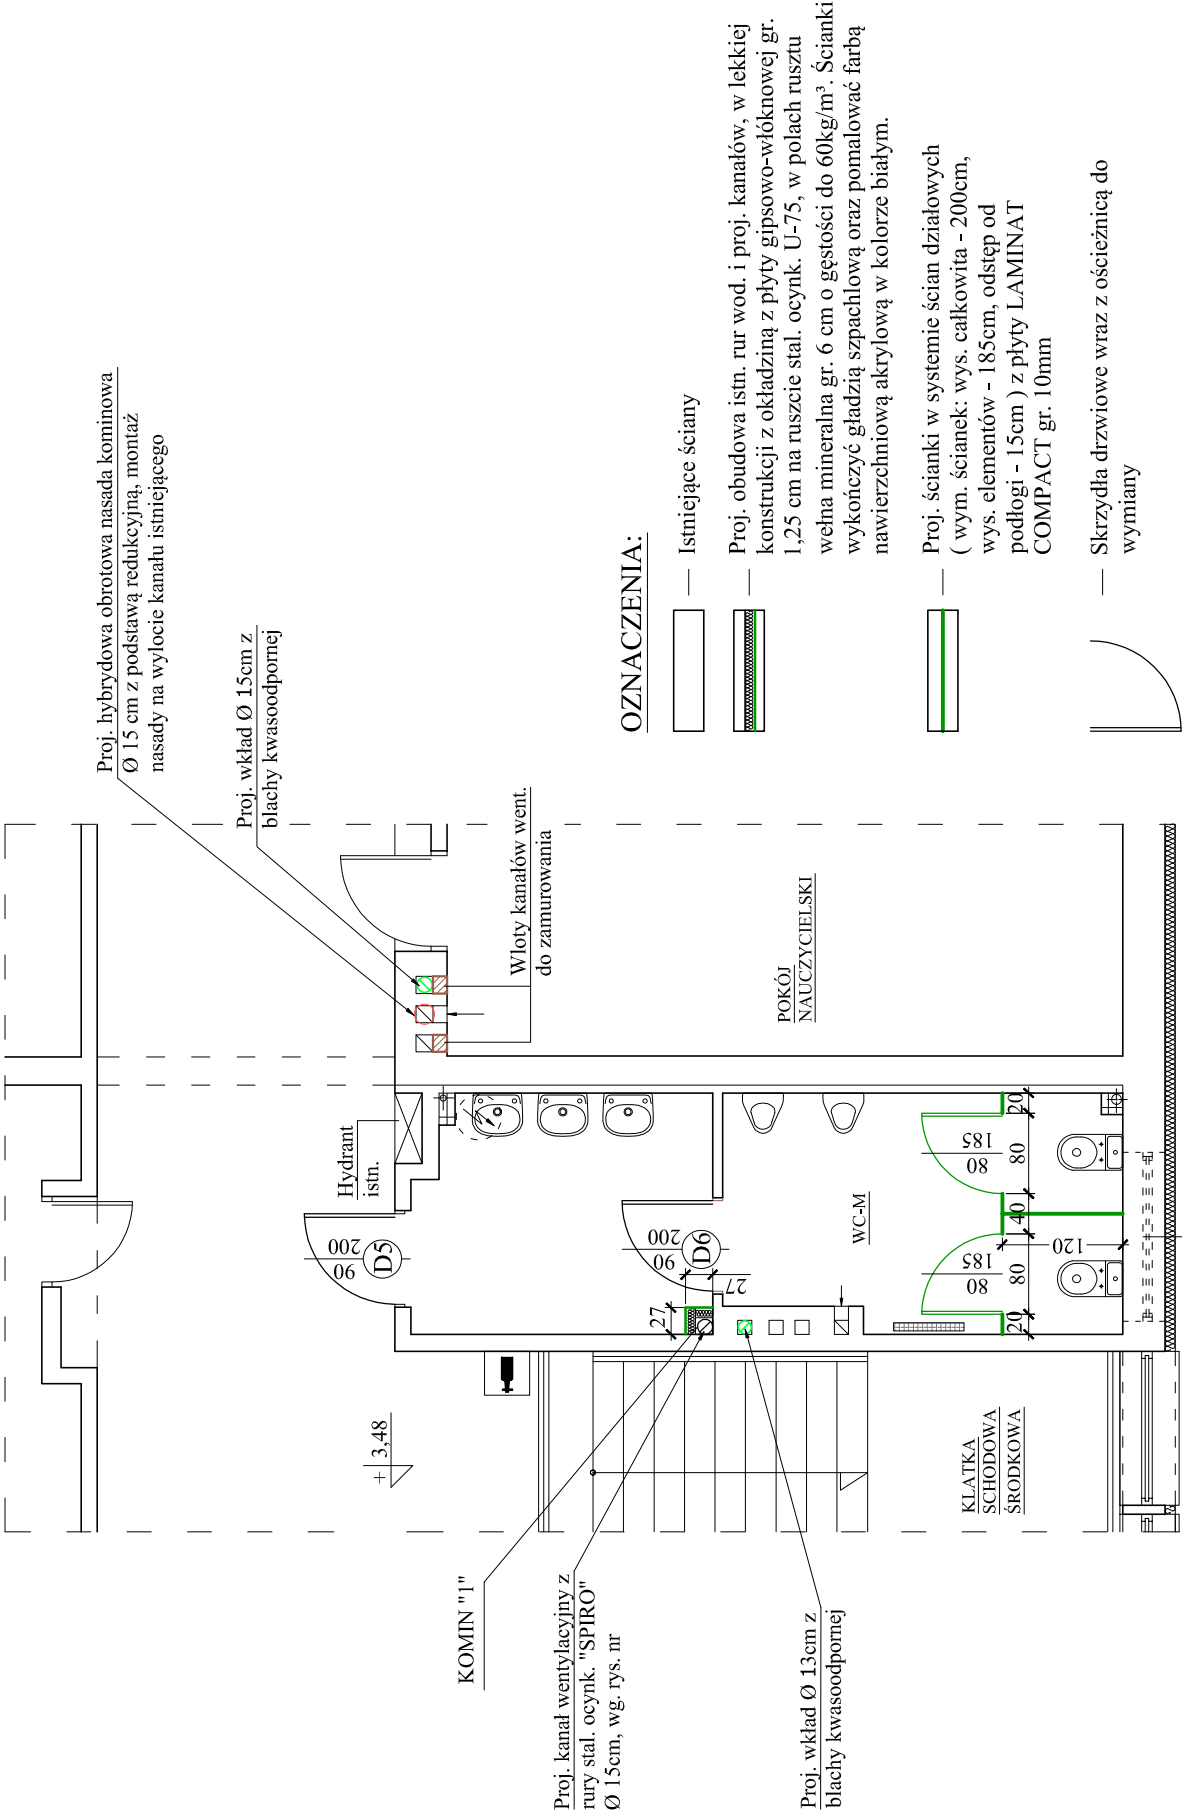 Proj. hybrydowa obrotowa nasada kominowa
Ø 15 cm z podstawą redukcyjną, montaż
nasady na wylocie kanału istniejącego
Proj. wkład Ø 15cm z
blachy kwasoodpornej
Wloty kanałów went.
do zamurowania
Hydrant
istn.
POKÓJ
NAUCZYCIELSKI
WC-M
D5
90
200
D6
90
200
27
27
80
185
80
185
20
80
40
80
20
120
+ 3,48
KLATKA
SCHODOWA
ŚRODKOWA
KOMIN "1"
Proj. kanał wentylacyjny z
rury stal. ocynk. "SPIRO"
Ø 15cm, wg. rys. nr
Proj. wkład Ø 13cm z
blachy kwasoodpornej
OZNACZENIA:
— Istniejące ściany
— Proj. obudowa istn. rur wod. i proj. kanałów, w lekkiej
konstrukcji z okładziną z płyty gipsowo-włóknowej gr.
1,25 cm na ruszcie stal. ocynk. U-75, w polach rusztu
wełna mineralna gr. 6 cm o gęstości do 60kg/m³. Ścianki
wykończyć gładzią szpachlową oraz pomalować farbą
nawierzchniową akrylową w kolorze białym.
— Proj. ścianki w systemie ścian działowych
( wym. ścianek: wys. całkowita - 200cm,
wys. elementów - 185cm, odstęp od
podłogi - 15cm ) z płyty LAMINAT
COMPACT gr. 10mm
— Skrzydła drzwiowe wraz z ościeżnicą do
wymiany